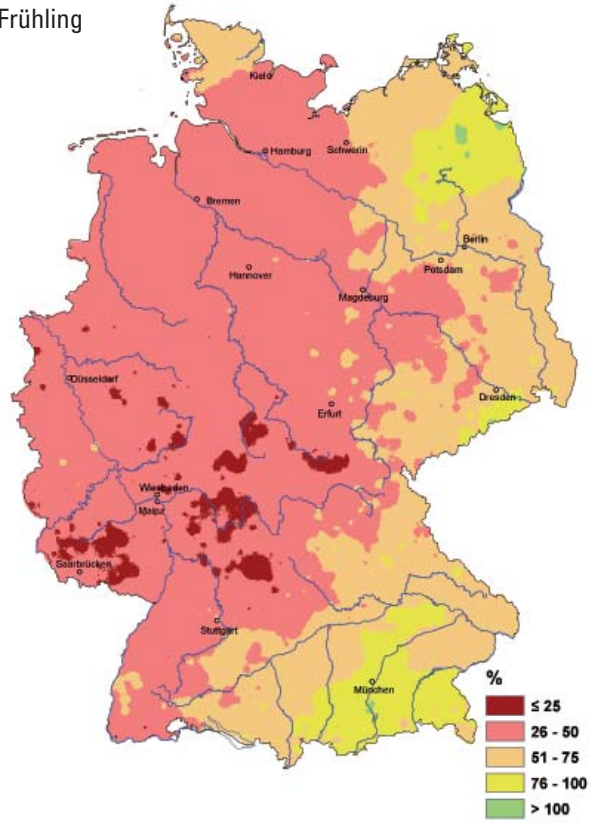 Frühling
Kiel
Hamburg
Schwerin
Bremen
Berlin
Potsdam
Hannover
Magdeburg
Düsseldorf
Dresden
Erfurt
Wiesbaden
Mainz
Saarbrücken
Stuttgart
München
%
≤ 25
26 - 50
51 - 75
76 - 100
> 100